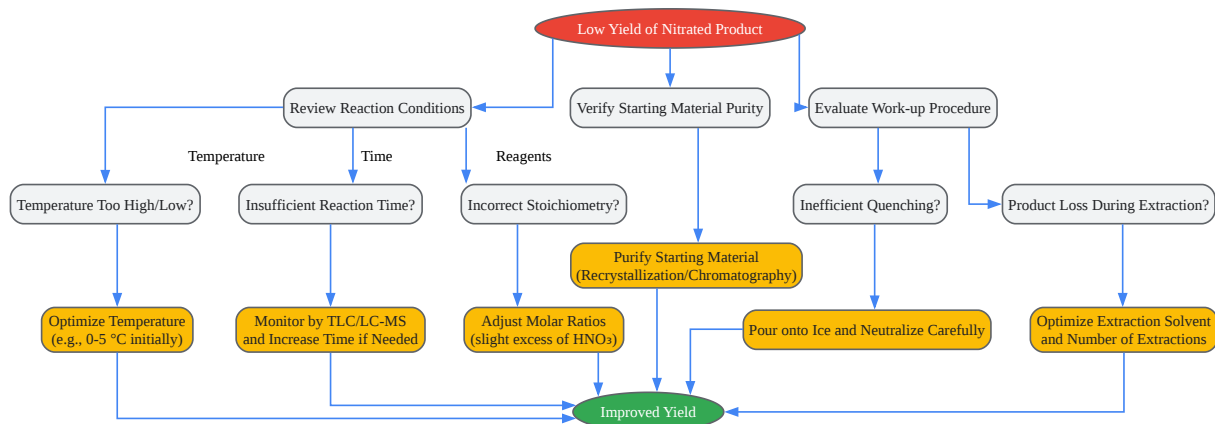 Low Yield of Nitrated Product
Review Reaction Conditions
Verify Starting Material Purity
Evaluate Work-up Procedure
Temperature
Time
Reagents
Temperature Too High/Low?
Insufficient Reaction Time?
Incorrect Stoichiometry?
Inefficient Quenching?
Product Loss During Extraction?
Purify Starting Material
(Recrystallization/Chromatography)
Optimize Temperature
(e.g., 0-5 °C initially)
Monitor by TLC/LC-MS
and Increase Time if Needed
Adjust Molar Ratios
(slight excess of HNO₃)
Pour onto Ice and Neutralize Carefully
Optimize Extraction Solvent
and Number of Extractions
Improved Yield